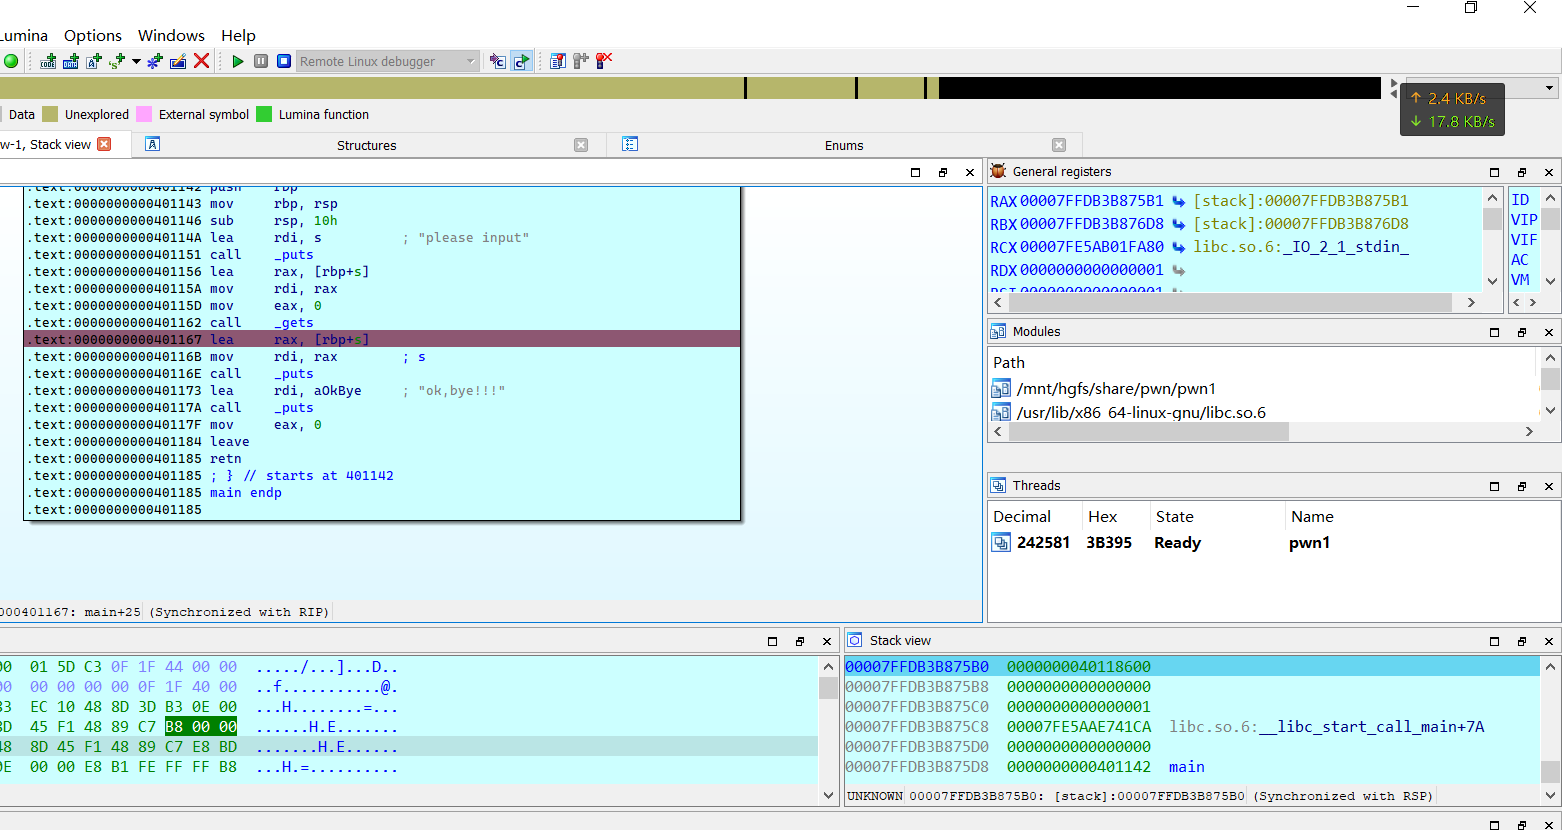 Lumina Options Windows Help
Remote Linux debugger
↑ 2.4 KB/s
↓ 17.8 KB/s
Data Unexplored External symbol Lumina function
w-1, Stack view Structures Enums
General registers
.text:0000000000401142 push rbp
.text:0000000000401143 mov rbp, rsp
.text:0000000000401146 sub rsp, 10h
.text:000000000040114A lea rdi, s ; "please input"
.text:0000000000401151 call _puts
.text:0000000000401156 lea rax, [rbp+s]
.text:000000000040115A mov rdi, rax
.text:000000000040115D mov eax, 0
.text:0000000000401162 call _gets
.text:0000000000401167 lea rax, [rbp+s]
.text:000000000040116B mov rdi, rax ; s
.text:000000000040116E call _puts
.text:0000000000401173 lea rdi, aOkBye ; "ok,bye!!!"
.text:000000000040117A call _puts
.text:000000000040117F mov eax, 0
.text:0000000000401184 leave
.text:0000000000401185 retn
.text:0000000000401185 ; } // starts at 401142
.text:0000000000401185 main endp
.text:0000000000401185
000401167: main+25 (Synchronized with RIP)
RAX 00007FFDB3B875B1 [stack]:00007FFDB3B875B1
RBX 00007FFDB3B876D8 [stack]:00007FFDB3B876D8
RCX 00007FE5AB01FA80 libc.so.6:_IO_2_1_stdin_
RDX 0000000000000001
ID
VIP
VIF
AC
VM
Modules
Path
/mnt/hgfs/share/pwn/pwn1
/usr/lib/x86_64-linux-gnu/libc.so.6
Threads
Decimal Hex State Name
242581 3B395 Ready pwn1
00 01 5D C3 0F 1F 44 00 00 ...../...]...D..
00 00 00 00 00 0F 1F 40 00 ..f...........@.
83 EC 10 48 8D 3D B3 0E 00 ...H........=...
8D 45 F1 48 89 C7 B8 00 00 ......H.E.......
48 8D 45 F1 48 89 C7 E8 BD .......H.E......
0E 00 00 E8 B1 FE FF FF B8 ...H.=..........
Stack view
00007FFDB3B875B0 0000000040118600
00007FFDB3B875B8 0000000000000000
00007FFDB3B875C0 0000000000000001
00007FFDB3B875C8 00007FE5AAE741CA libc.so.6:__libc_start_call_main+7A
00007FFDB3B875D0 0000000000000000
00007FFDB3B875D8 0000000000401142 main
UNKNOWN 00007FFDB3B875B0: [stack]:00007FFDB3B875B0 (Synchronized with RSP)